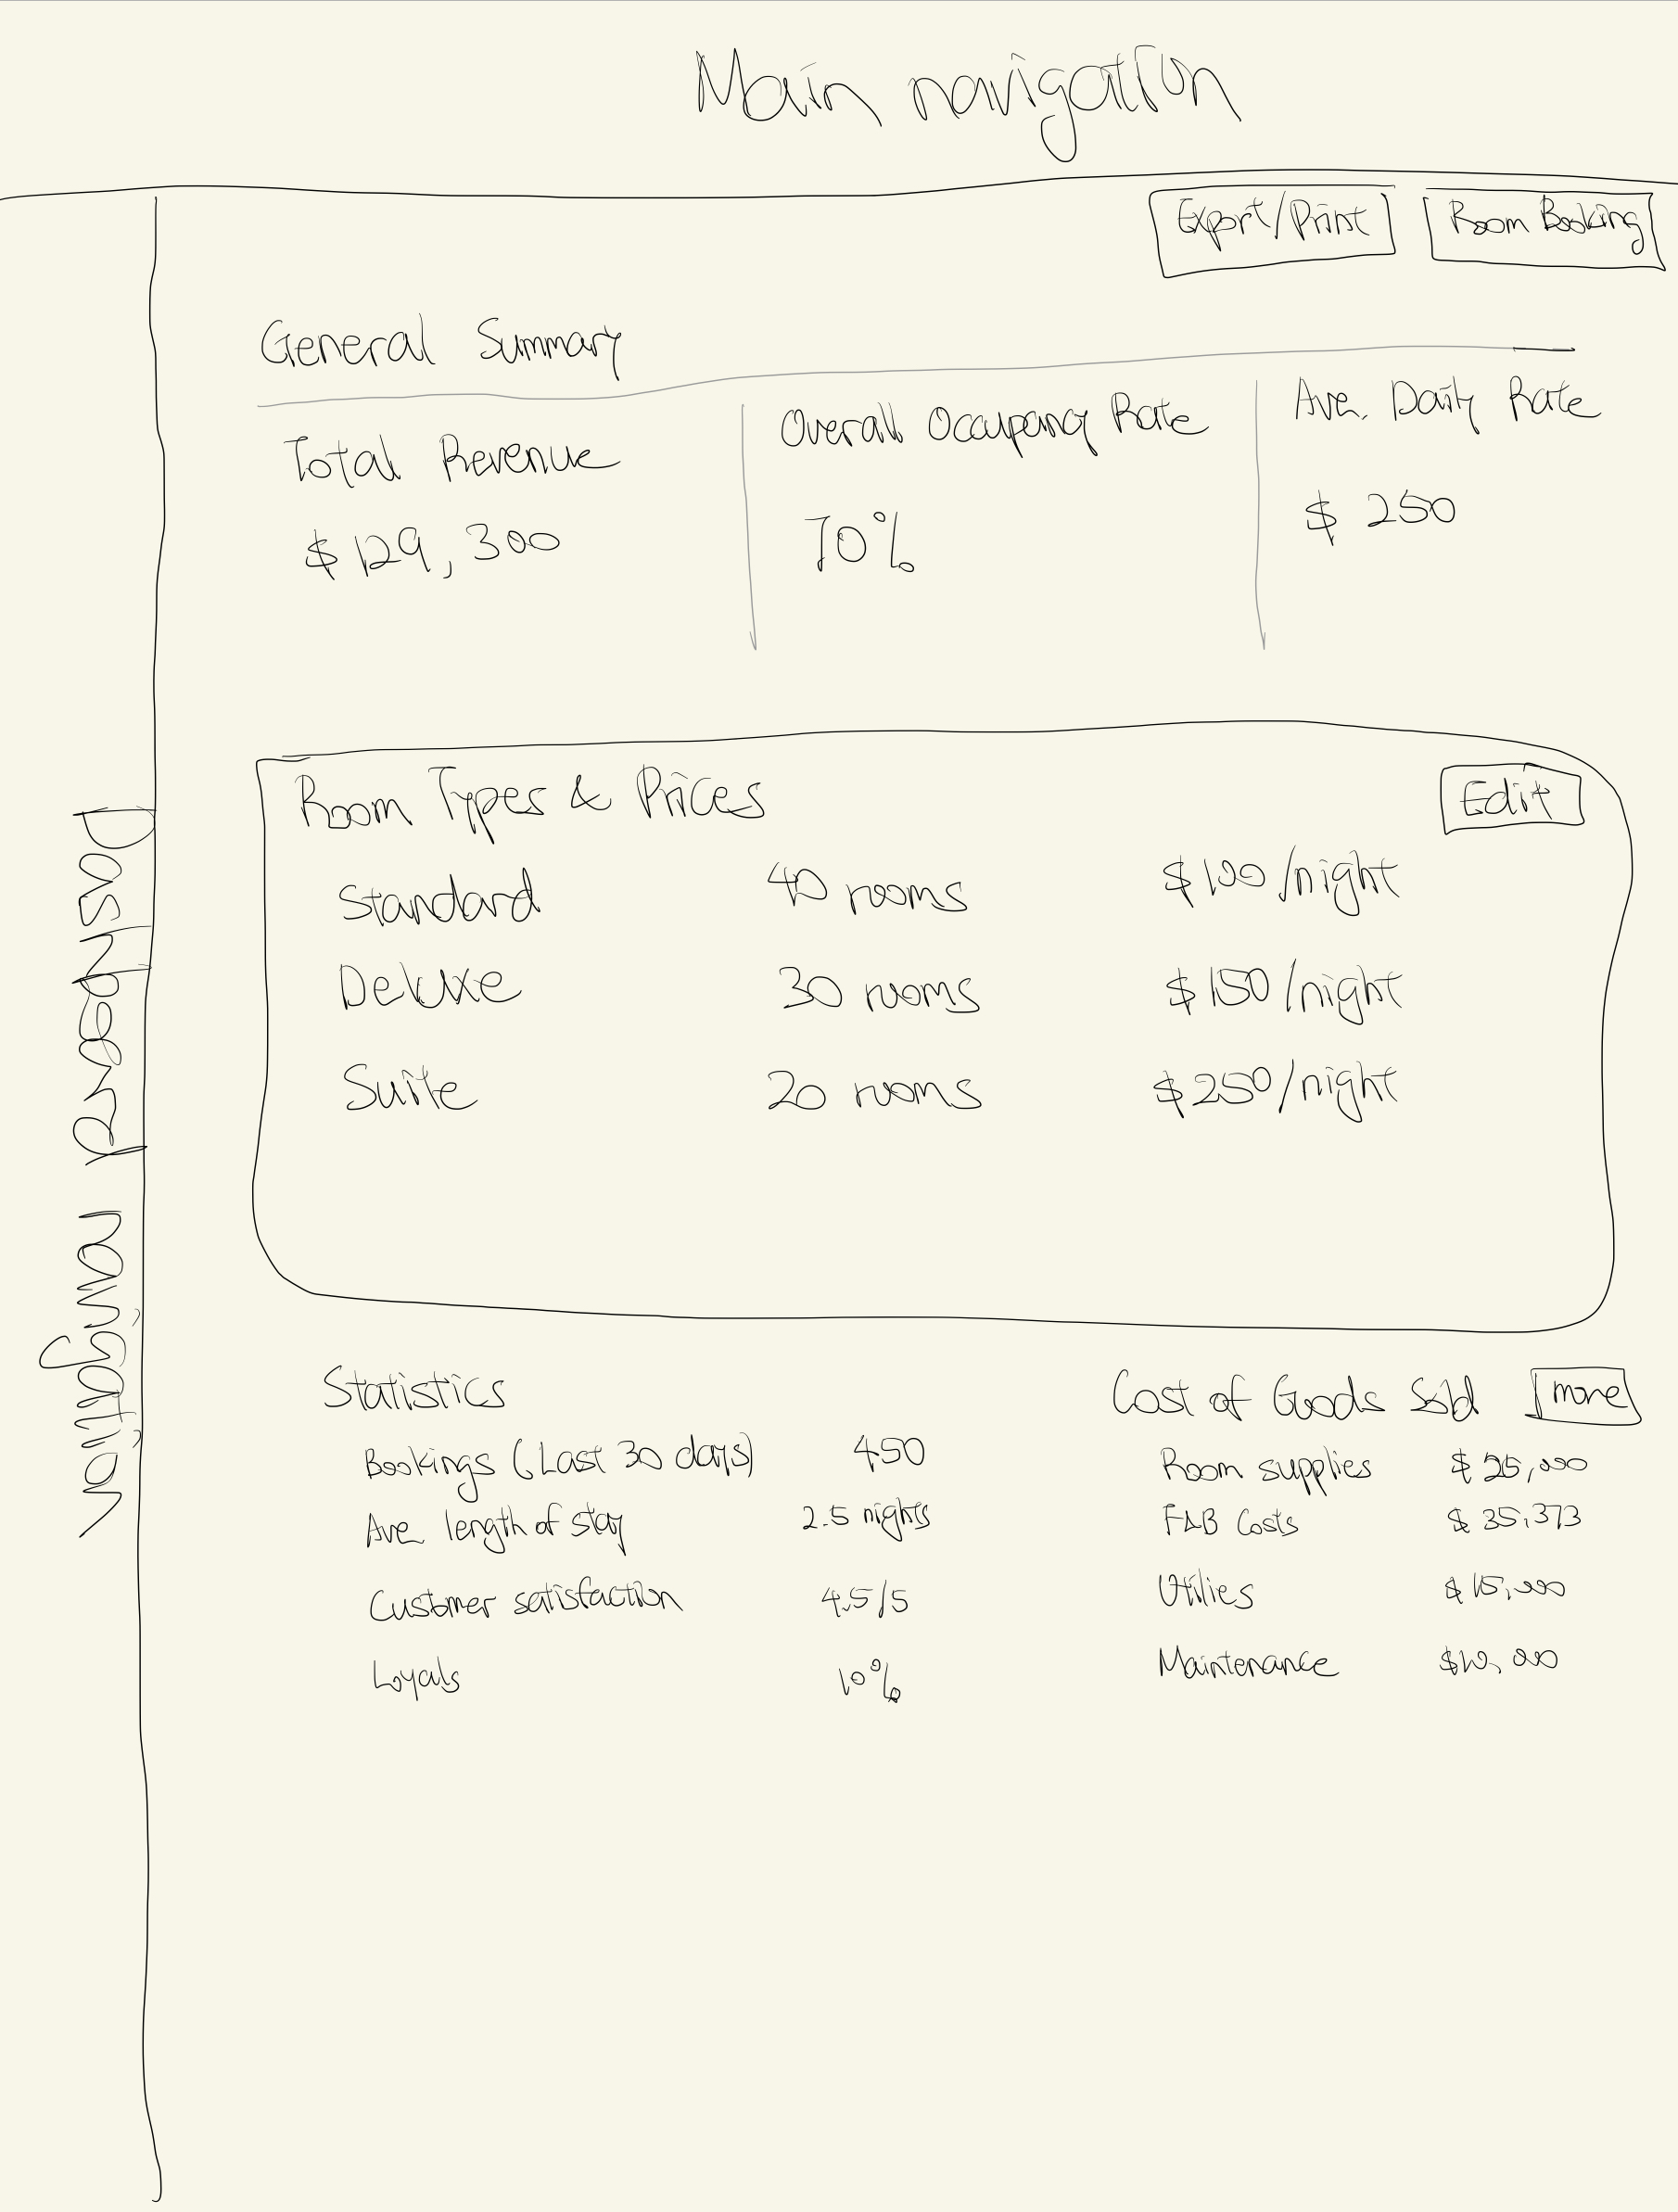 Main navigation
Export/Print
Room Booking
General Summary
Total Revenue
$129,300
Overall Occupancy Rate
70%
Ave. Daily Rate
$ 250
Dashboard navigation
Room Types & Prices
Edit
Standard 40 rooms $100/night
Deluxe 30 rooms $150/night
Suite 20 rooms $250/night
Statistics
Bookings (Last 30 days) 450
Ave. length of stay 2.5 nights
Customer satisfaction 4.5/5
Loyals 10%
Cost of Goods Sold
more
Room supplies $ 25,000
F&B Costs $ 35,373
Utilies $ 15,000
Maintenance $10,000